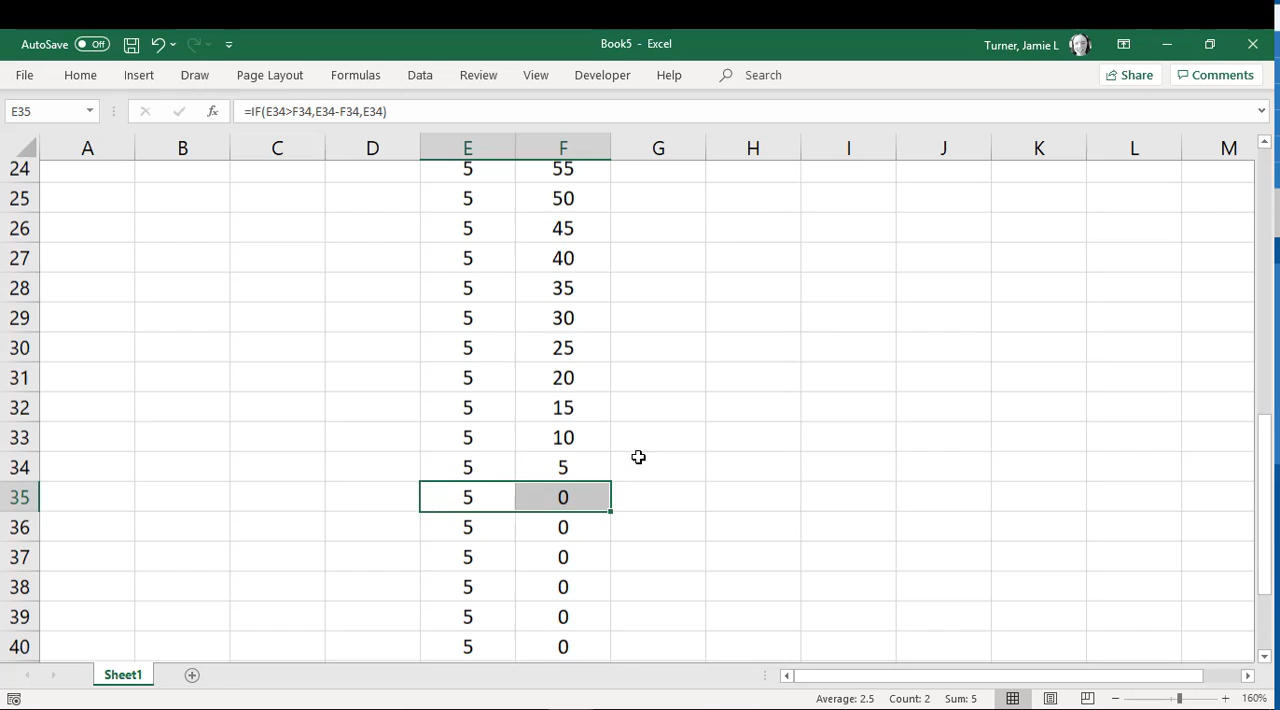 AutoSave Off Book5 - Excel Turner, Jamie L
File Home Insert Draw Page Layout Formulas Data Review View Developer Help Search Share Comments
E35 fx =IF(E34>F34,E34-F34,E34)
A B C D E F G H I J K L M
24 5 55
25 5 50
26 5 45
27 5 40
28 5 35
29 5 30
30 5 25
31 5 20
32 5 15
33 5 10
34 5 5
35 5 0
36 5 0
37 5 0
38 5 0
39 5 0
40 5 0
Sheet1
Average: 2.5 Count: 2 Sum: 5 160%